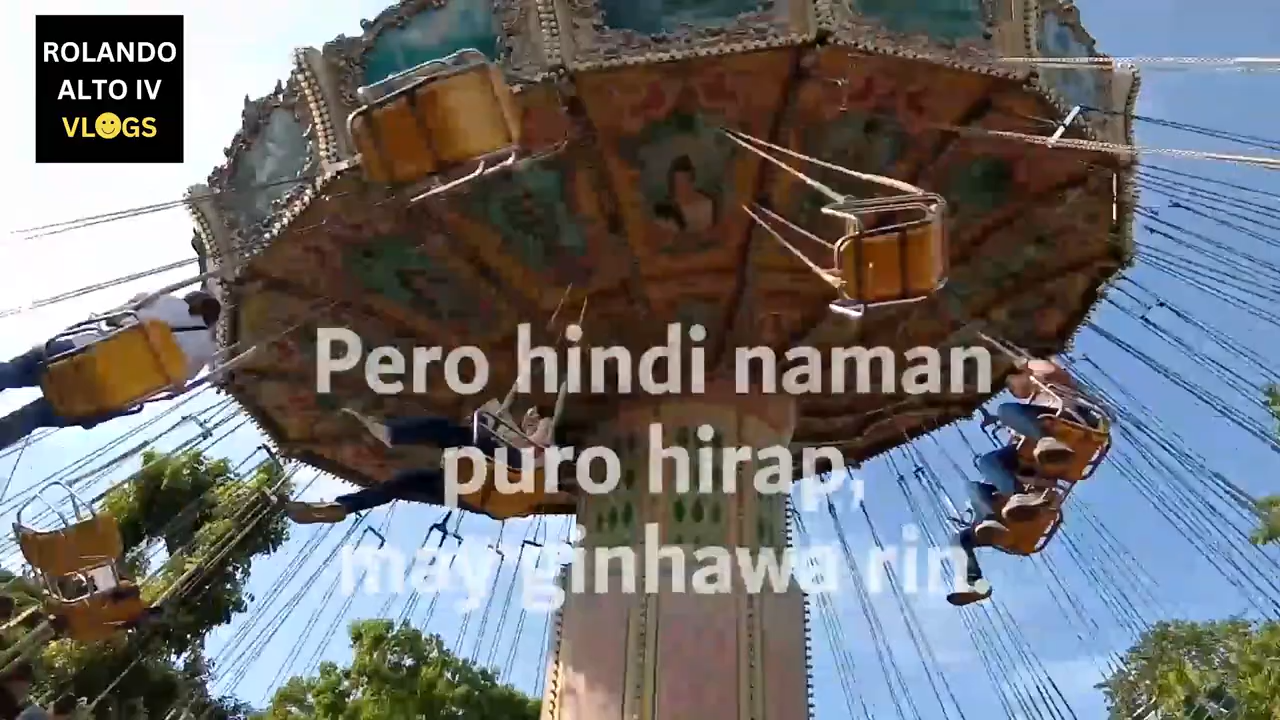 ROLANDO
ALTO IV
VLOGS
Pero hindi naman
puro hirap,
may ginhawa rin.